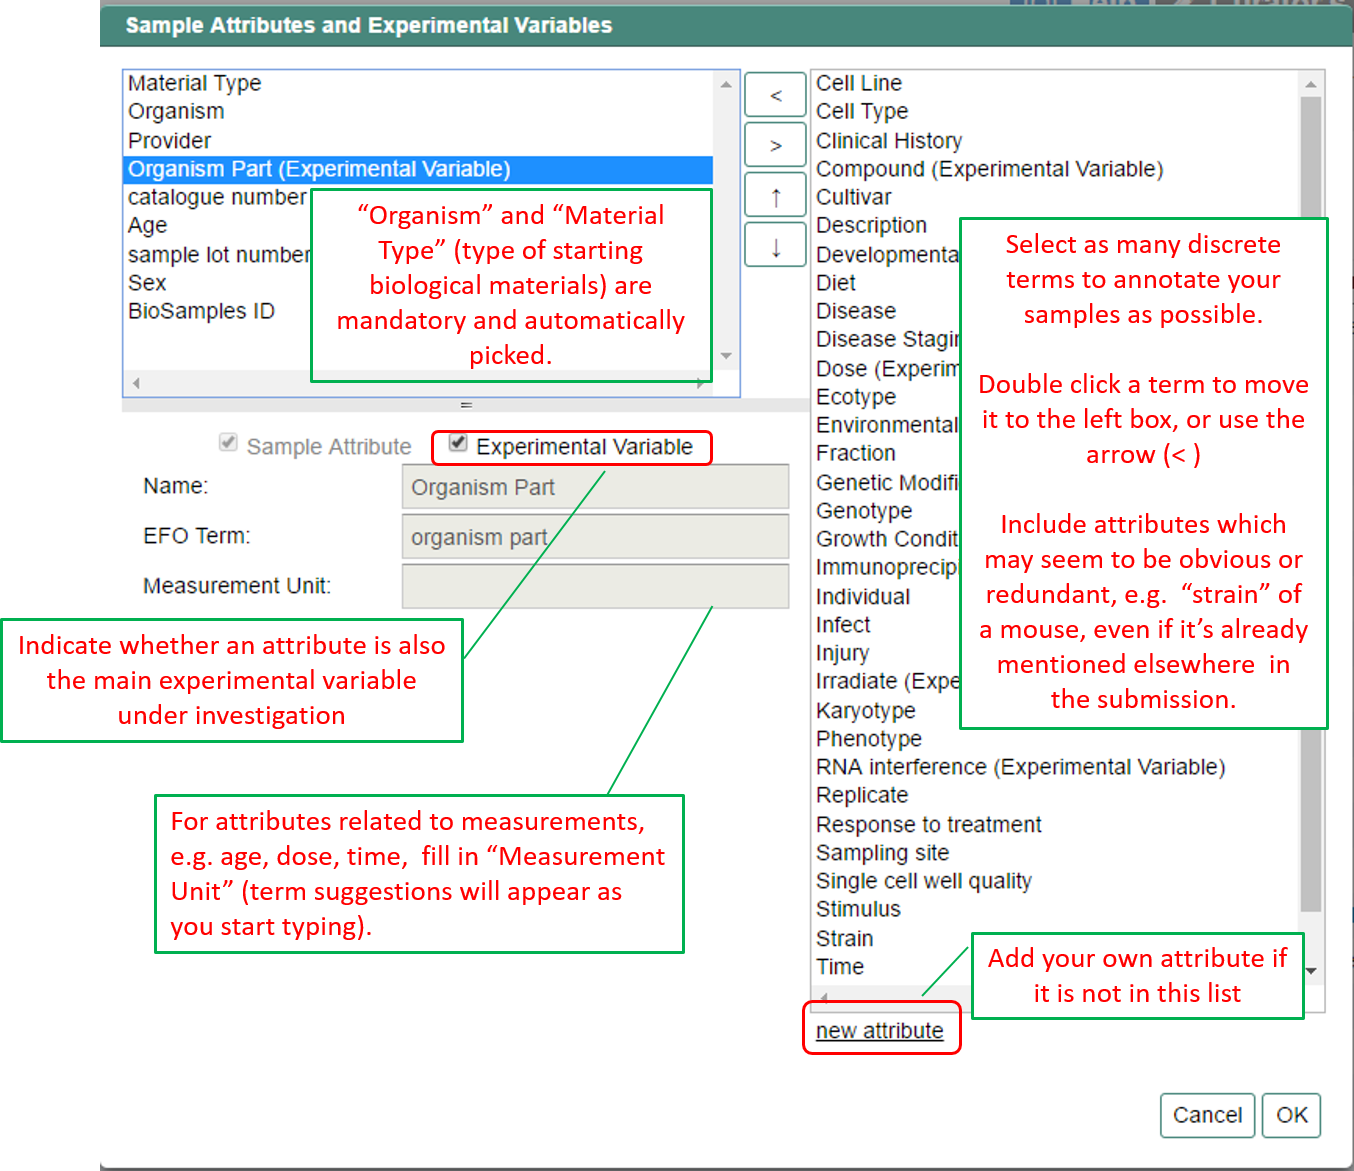 Sample Attributes and Experimental Variables
Material Type
Organism
Provider
Organism Part (Experimental Variable)
catalogue number
Age
sample lot number
Sex
BioSamples ID
“Organism” and “Material
Type” (type of starting
biological materials) are
mandatory and automatically
picked.
<
>
↑
↓
Cell Line
Cell Type
Clinical History
Compound (Experimental Variable)
Cultivar
Description
Developmenta
Diet
Disease
Disease Stagin
Dose (Experim
Ecotype
Environmental
Fraction
Genetic Modifi
Genotype
Growth Condit
Immunoprecipi
Individual
Infect
Injury
Irradiate (Expe
Karyotype
Phenotype
RNA interference (Experimental Variable)
Replicate
Response to treatment
Sampling site
Single cell well quality
Stimulus
Strain
Time
Select as many discrete
terms to annotate your
samples as possible.
Double click a term to move
it to the left box, or use the
arrow (< )
Include attributes which
may seem to be obvious or
redundant, e.g. “strain” of
a mouse, even if it’s already
mentioned elsewhere in
the submission.
Sample Attribute
Experimental Variable
Name:
Organism Part
EFO Term:
organism part
Measurement Unit:
Indicate whether an attribute is also
the main experimental variable
under investigation
For attributes related to measurements,
e.g. age, dose, time, fill in “Measurement
Unit” (term suggestions will appear as
you start typing).
Add your own attribute if
it is not in this list
new attribute
Cancel
OK